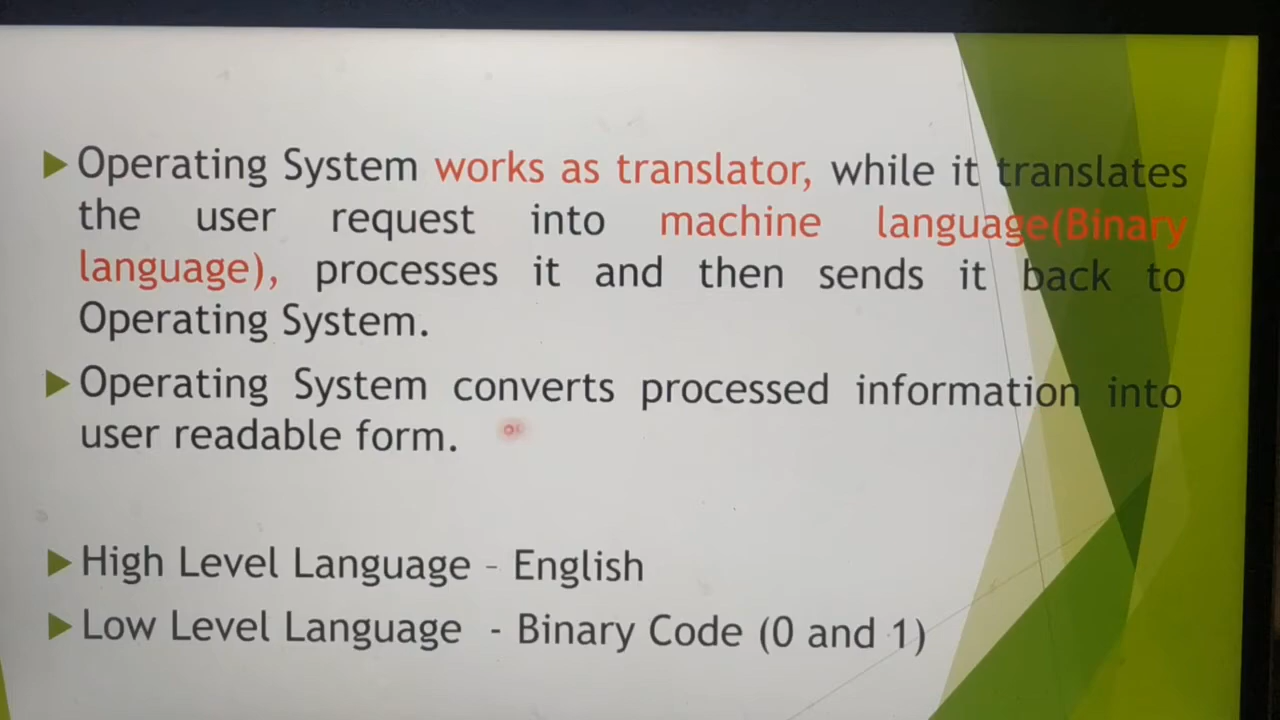 Operating System works as translator, while it translates
the user request into machine language(Binary
language), processes it and then sends it back to
Operating System.
Operating System converts processed information into
user readable form.
High Level Language – English
Low Level Language - Binary Code (0 and 1)